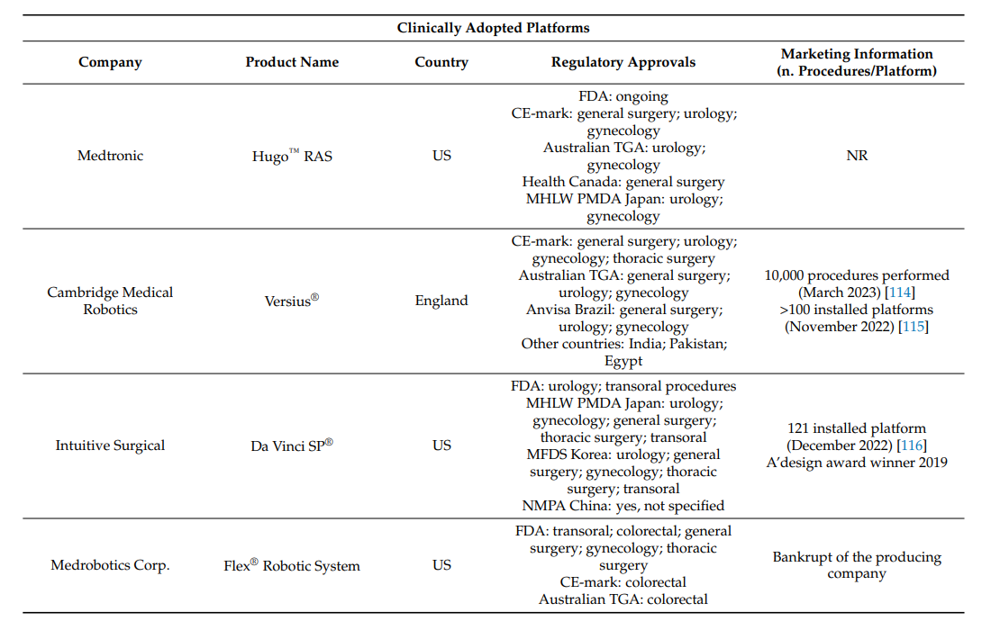 Clinically Adopted Platforms
Company Product Name Country Regulatory Approvals Marketing Information
(n. Procedures/Platform)
Medtronic Hugo™ RAS US FDA: ongoing
CE-mark: general surgery; urology;
gynecology
Australian TGA: urology;
gynecology
Health Canada: general surgery
MHLW PMDA Japan: urology;
gynecology
NR
Cambridge Medical
Robotics
Versius®
England
CE-mark: general surgery; urology;
gynecology; thoracic surgery
Australian TGA: general surgery;
urology; gynecology
Anvisa Brazil: general surgery;
urology; gynecology
Other countries: India; Pakistan;
Egypt
10,000 procedures performed
(March 2023) [114]
>100 installed platforms
(November 2022) [115]
Intuitive Surgical
Da Vinci SP®
US
FDA: urology; transoral procedures
MHLW PMDA Japan: urology;
gynecology; general surgery;
thoracic surgery; transoral
MFDS Korea: urology; general
surgery; gynecology; thoracic
surgery; transoral
NMPA China: yes, not specified
121 installed platform
(December 2022) [116]
A'design award winner 2019
Medrobotics Corp.
Flex® Robotic System
US
FDA: transoral; colorectal; general
surgery; gynecology; thoracic
surgery
CE-mark: colorectal
Australian TGA: colorectal
Bankrupt of the producing
company